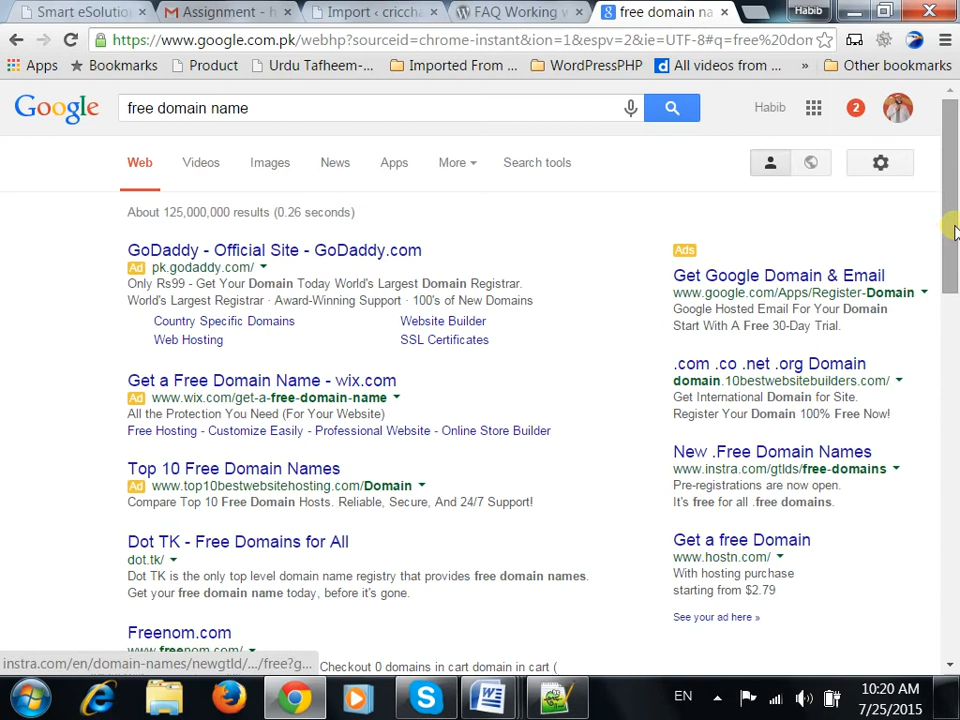 Smart eSolution
Assignment - h
Import ‹ cricch
FAQ Working w
free domain na
Habib
https://www.google.com.pk/webhp?sourceid=chrome-instant&ion=1&espv=2&ie=UTF-8#q=free%20dom
Apps
Bookmarks
Product
Urdu Tafheem-...
Imported From ...
WordPressPHP
All videos from ...
»
Other bookmarks
Google
free domain name
Habib
2
Web
Videos
Images
News
Apps
More
Search tools
About 125,000,000 results (0.26 seconds)
GoDaddy - Official Site - GoDaddy.com
Ad pk.godaddy.com/
Only Rs99 - Get Your Domain Today World's Largest Domain Registrar.
World's Largest Registrar · Award-Winning Support · 100's of New Domains
Country Specific Domains
Website Builder
Web Hosting
SSL Certificates
Get a Free Domain Name - wix.com
Ad www.wix.com/get-a-free-domain-name
All the Protection You Need (For Your Website)
Free Hosting - Customize Easily - Professional Website - Online Store Builder
Top 10 Free Domain Names
Ad www.top10bestwebsitehosting.com/Domain
Compare Top 10 Free Domain Hosts. Reliable, Secure, And 24/7 Support!
Dot TK - Free Domains for All
dot.tk/
Dot TK is the only top level domain name registry that provides free domain names.
Get your free domain name today, before it's gone.
Freenom.com
www.freenom.com/
Checkout 0 domains in cart domain in cart (
Ads
Get Google Domain & Email
www.google.com/Apps/Register-Domain
Google Hosted Email For Your Domain
Start With A Free 30-Day Trial.
.com .co .net .org Domain
domain.10bestwebsitebuilders.com/
Get International Domain for Site.
Register Your Domain 100% Free Now!
New .Free Domain Names
www.instra.com/gtlds/free-domains
Pre-registrations are now open.
It's free for all .free domains.
Get a free Domain
www.hostn.com/
With hosting purchase
starting from $2.79
See your ad here »
instra.com/en/domain-names/newgtld/.../free?g...
EN
10:20 AM
7/25/2015